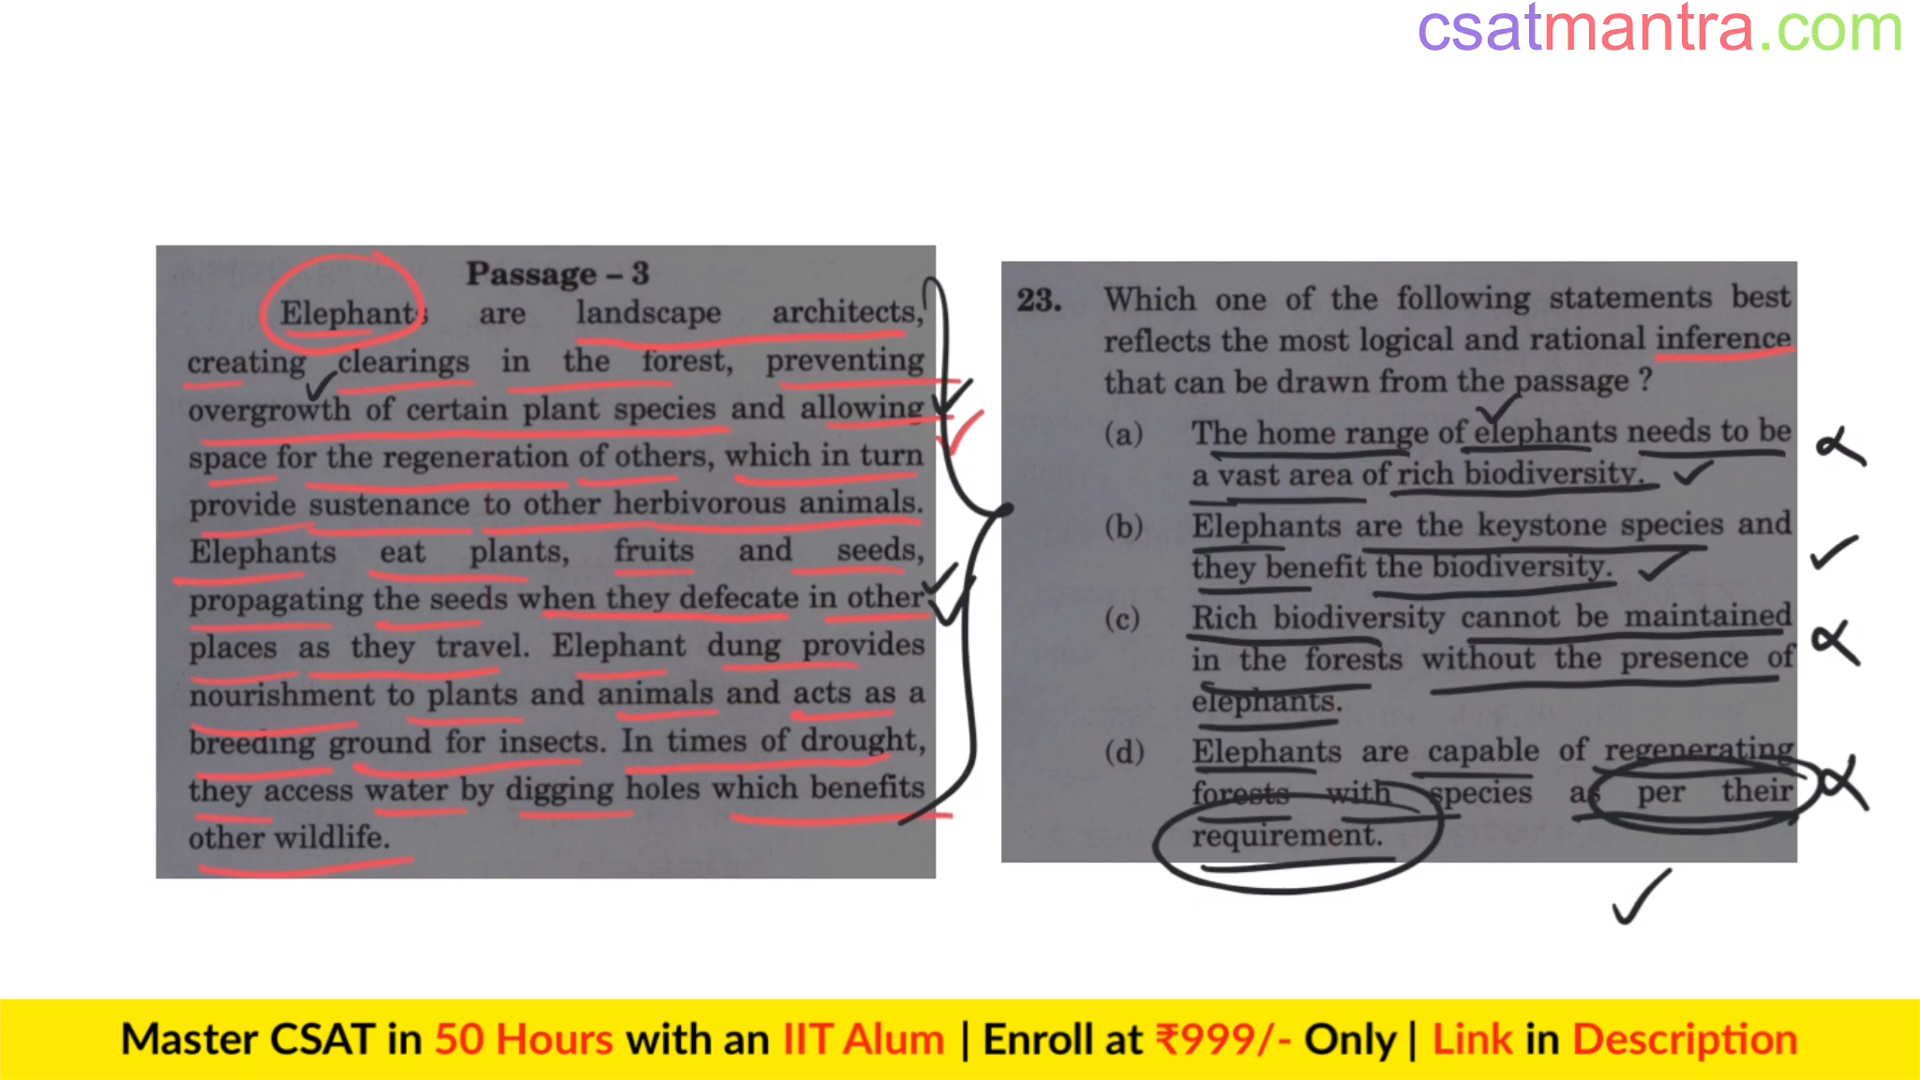 csatmantra.com
Passage – 3
Elephants are landscape architects,
creating clearings in the forest, preventing
overgrowth of certain plant species and allowing
space for the regeneration of others, which in turn
provide sustenance to other herbivorous animals.
Elephants eat plants, fruits and seeds,
propagating the seeds when they defecate in other
places as they travel. Elephant dung provides
nourishment to plants and animals and acts as a
breeding ground for insects. In times of drought,
they access water by digging holes which benefits
other wildlife.
23. Which one of the following statements best
reflects the most logical and rational inference
that can be drawn from the passage ?
(a) The home range of elephants needs to be
a vast area of rich biodiversity.
(b) Elephants are the keystone species and
they benefit the biodiversity.
(c) Rich biodiversity cannot be maintained
in the forests without the presence of
elephants.
(d) Elephants are capable of regenerating
forests with species as per their
requirement.
Master CSAT in 50 Hours with an IIT Alum | Enroll at ₹999/- Only | Link in Description